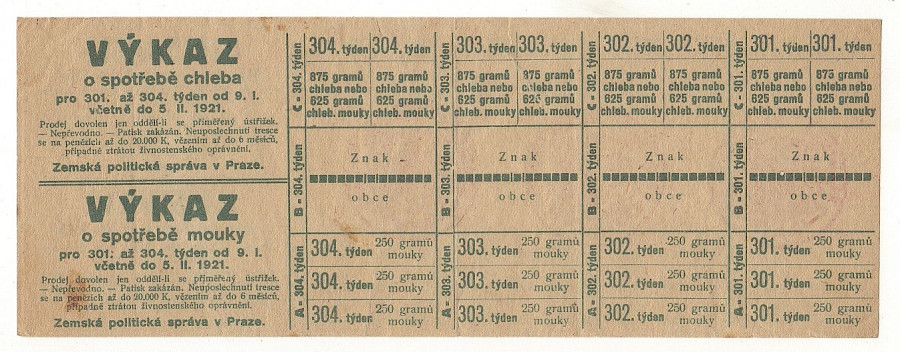 VÝKAZ
o spotřebě chleba
pro 301. až 304. týden od 9. I.
včetně do 5. II. 1921.
Prodej dovolen jen oddělí-li se přiměřený ústřižek.
— Nepřevodno. — Patisk zakázán. Neuposlechnutí tresce
se na penězích až do 20.000 K, vězením až do 6 měsíců,
případně ztrátou živnostenského oprávnění.
Zemská politická správa v Praze.
VÝKAZ
o spotřebě mouky
pro 301. až 304. týden od 9. I.
včetně do 5. II. 1921.
Prodej dovolen jen oddělí-li se přiměřený ústřižek.
— Nepřevodno. — Patisk zakázán. Neuposlechnutí tresce
se na penězích až do 20.000 K, vězením až do 6 měsíců,
případně ztrátou živnostenského oprávnění.
Zemská politická správa v Praze.
C - 304. týden
304. týden 304. týden
875 gramů 875 gramů
chleba nebo chleba nebo
625 gramů 625 gramů
chleb. mouky chleb. mouky
B - 304. týden
Znak
obce
A - 304. týden
304. týden 250 gramů mouky
304. týden 250 gramů mouky
304. týden 250 gramů mouky
C - 303. týden
303. týden 303. týden
875 gramů 875 gramů
chleba nebo chleba nebo
625 gramů 625 gramů
chleb. mouky chleb. mouky
B - 303. týden
Znak
obce
A - 303. týden
303. týden 250 gramů mouky
303. týden 250 gramů mouky
303. týden 250 gramů mouky
C - 302. týden
302. týden 302. týden
875 gramů 875 gramů
chleba nebo chleba nebo
625 gramů 625 gramů
chleb. mouky chleb. mouky
B - 302. týden
Znak
obce
A - 302. týden
302. týden 250 gramů mouky
302. týden 250 gramů mouky
302. týden 250 gramů mouky
C - 301. týden
301. týden 301. týden
875 gramů 875 gramů
chleba nebo chleba nebo
625 gramů 625 gramů
chleb. mouky chleb. mouky
B - 301. týden
Znak
obce
A - 301. týden
301. týden 250 gramů mouky
301. týden 250 gramů mouky
301. týden 250 gramů mouky